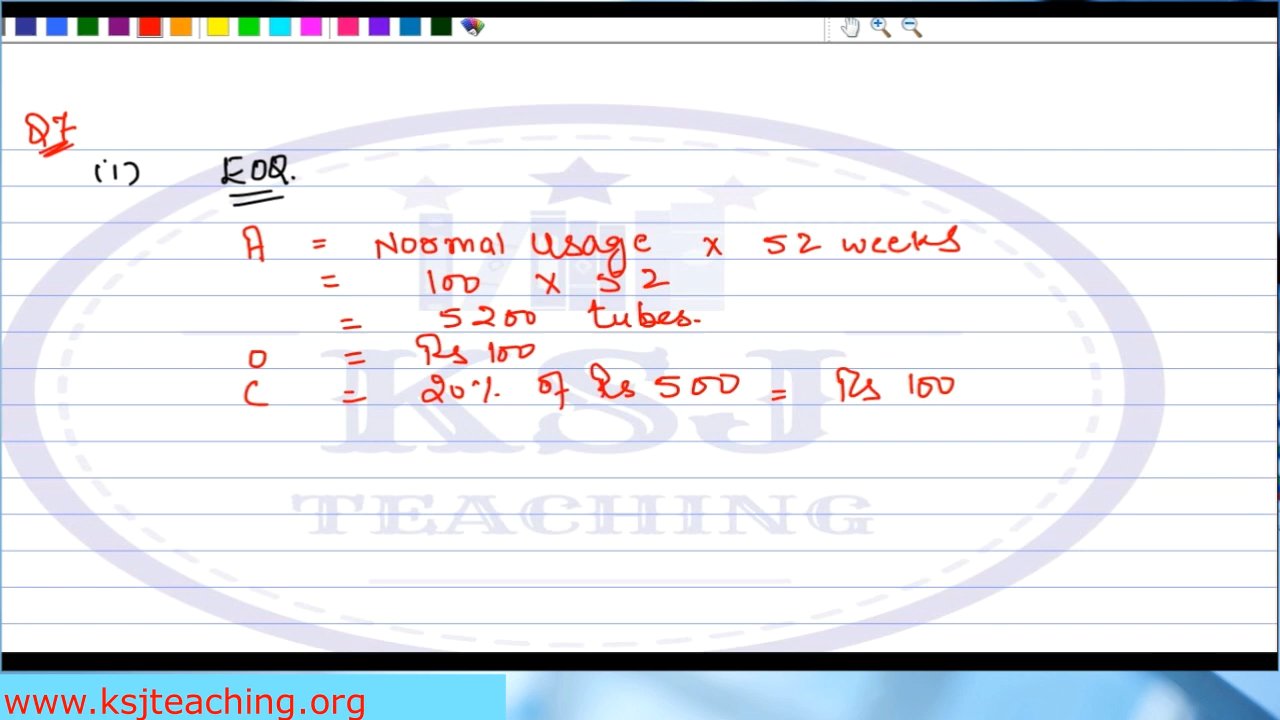 Q7
(i) EOQ.
A = Normal Usage x 52 weeks
= 100 x 52
= 5200 tubes.
O = Rs 100
C = 20% of Rs 500 = Rs 100
KSJ
TEACHING
www.ksjteaching.org